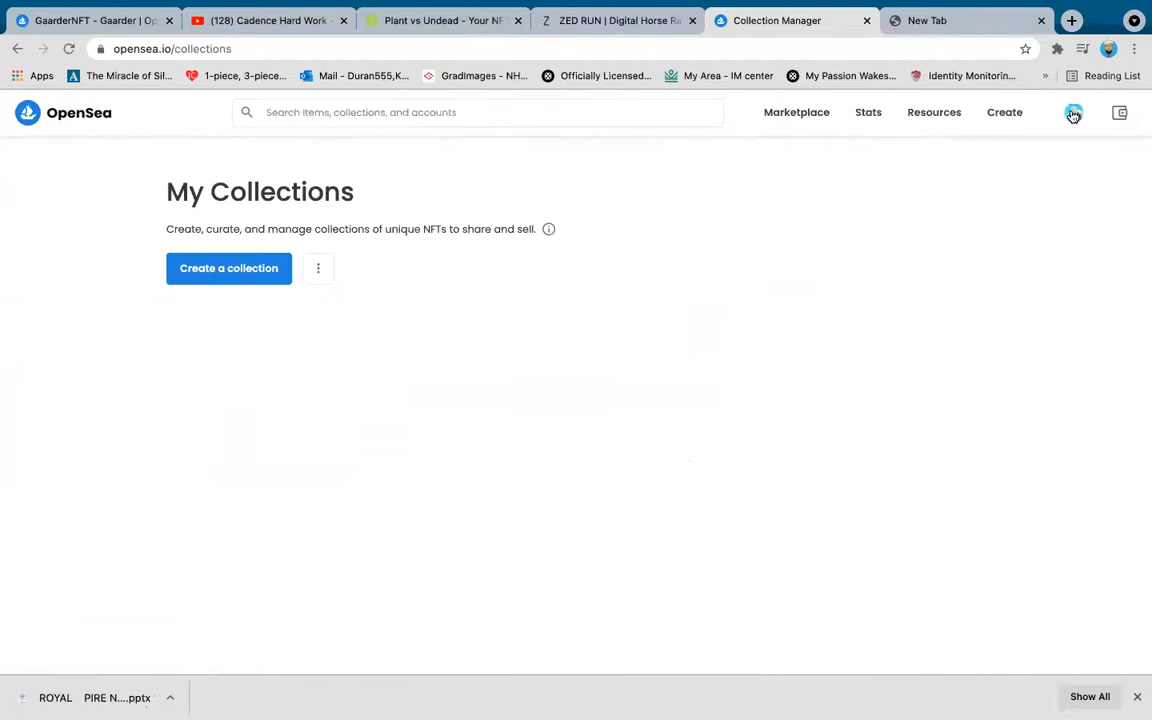 GaarderNFT - Gaarder | Op
(128) Cadence Hard Work -
Plant vs Undead - Your NF
ZED RUN | Digital Horse Ra
Collection Manager
New Tab
opensea.io/collections
Apps
The Miracle of Sil...
1-piece, 3-piece...
Mail - Duran555,K...
GradImages - NH...
Officially Licensed...
My Area - IM center
My Passion Wakes...
Identity Monitorin...
»
Reading List
OpenSea
Search items, collections, and accounts
Marketplace
Stats
Resources
Create
My Collections
Create, curate, and manage collections of unique NFTs to share and sell.
Create a collection
ROYAL PIRE N....pptx
Show All